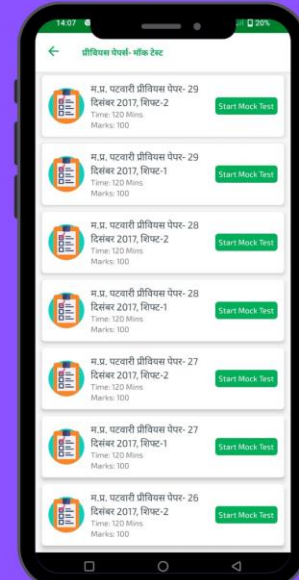 14:07
20%
प्रीवियस पेपर्स- मॉक टेस्ट
म.प्र. पटवारी प्रीवियस पेपर- 29
दिसंबर 2017, शिफ्ट-2
Time: 120 Mins
Marks: 100
Start Mock Test
म.प्र. पटवारी प्रीवियस पेपर- 29
दिसंबर 2017, शिफ्ट-1
Time: 120 Mins
Marks: 100
Start Mock Test
म.प्र. पटवारी प्रीवियस पेपर- 28
दिसंबर 2017, शिफ्ट-2
Time: 120 Mins
Marks: 100
Start Mock Test
म.प्र. पटवारी प्रीवियस पेपर- 28
दिसंबर 2017, शिफ्ट-1
Time: 120 Mins
Marks: 100
Start Mock Test
म.प्र. पटवारी प्रीवियस पेपर- 27
दिसंबर 2017, शिफ्ट-2
Time: 120 Mins
Marks: 100
Start Mock Test
म.प्र. पटवारी प्रीवियस पेपर- 27
दिसंबर 2017, शिफ्ट-1
Time: 120 Mins
Marks: 100
Start Mock Test
म.प्र. पटवारी प्रीवियस पेपर- 26
दिसंबर 2017, शिफ्ट-2
Time: 120 Mins
Marks: 100
Start Mock Test